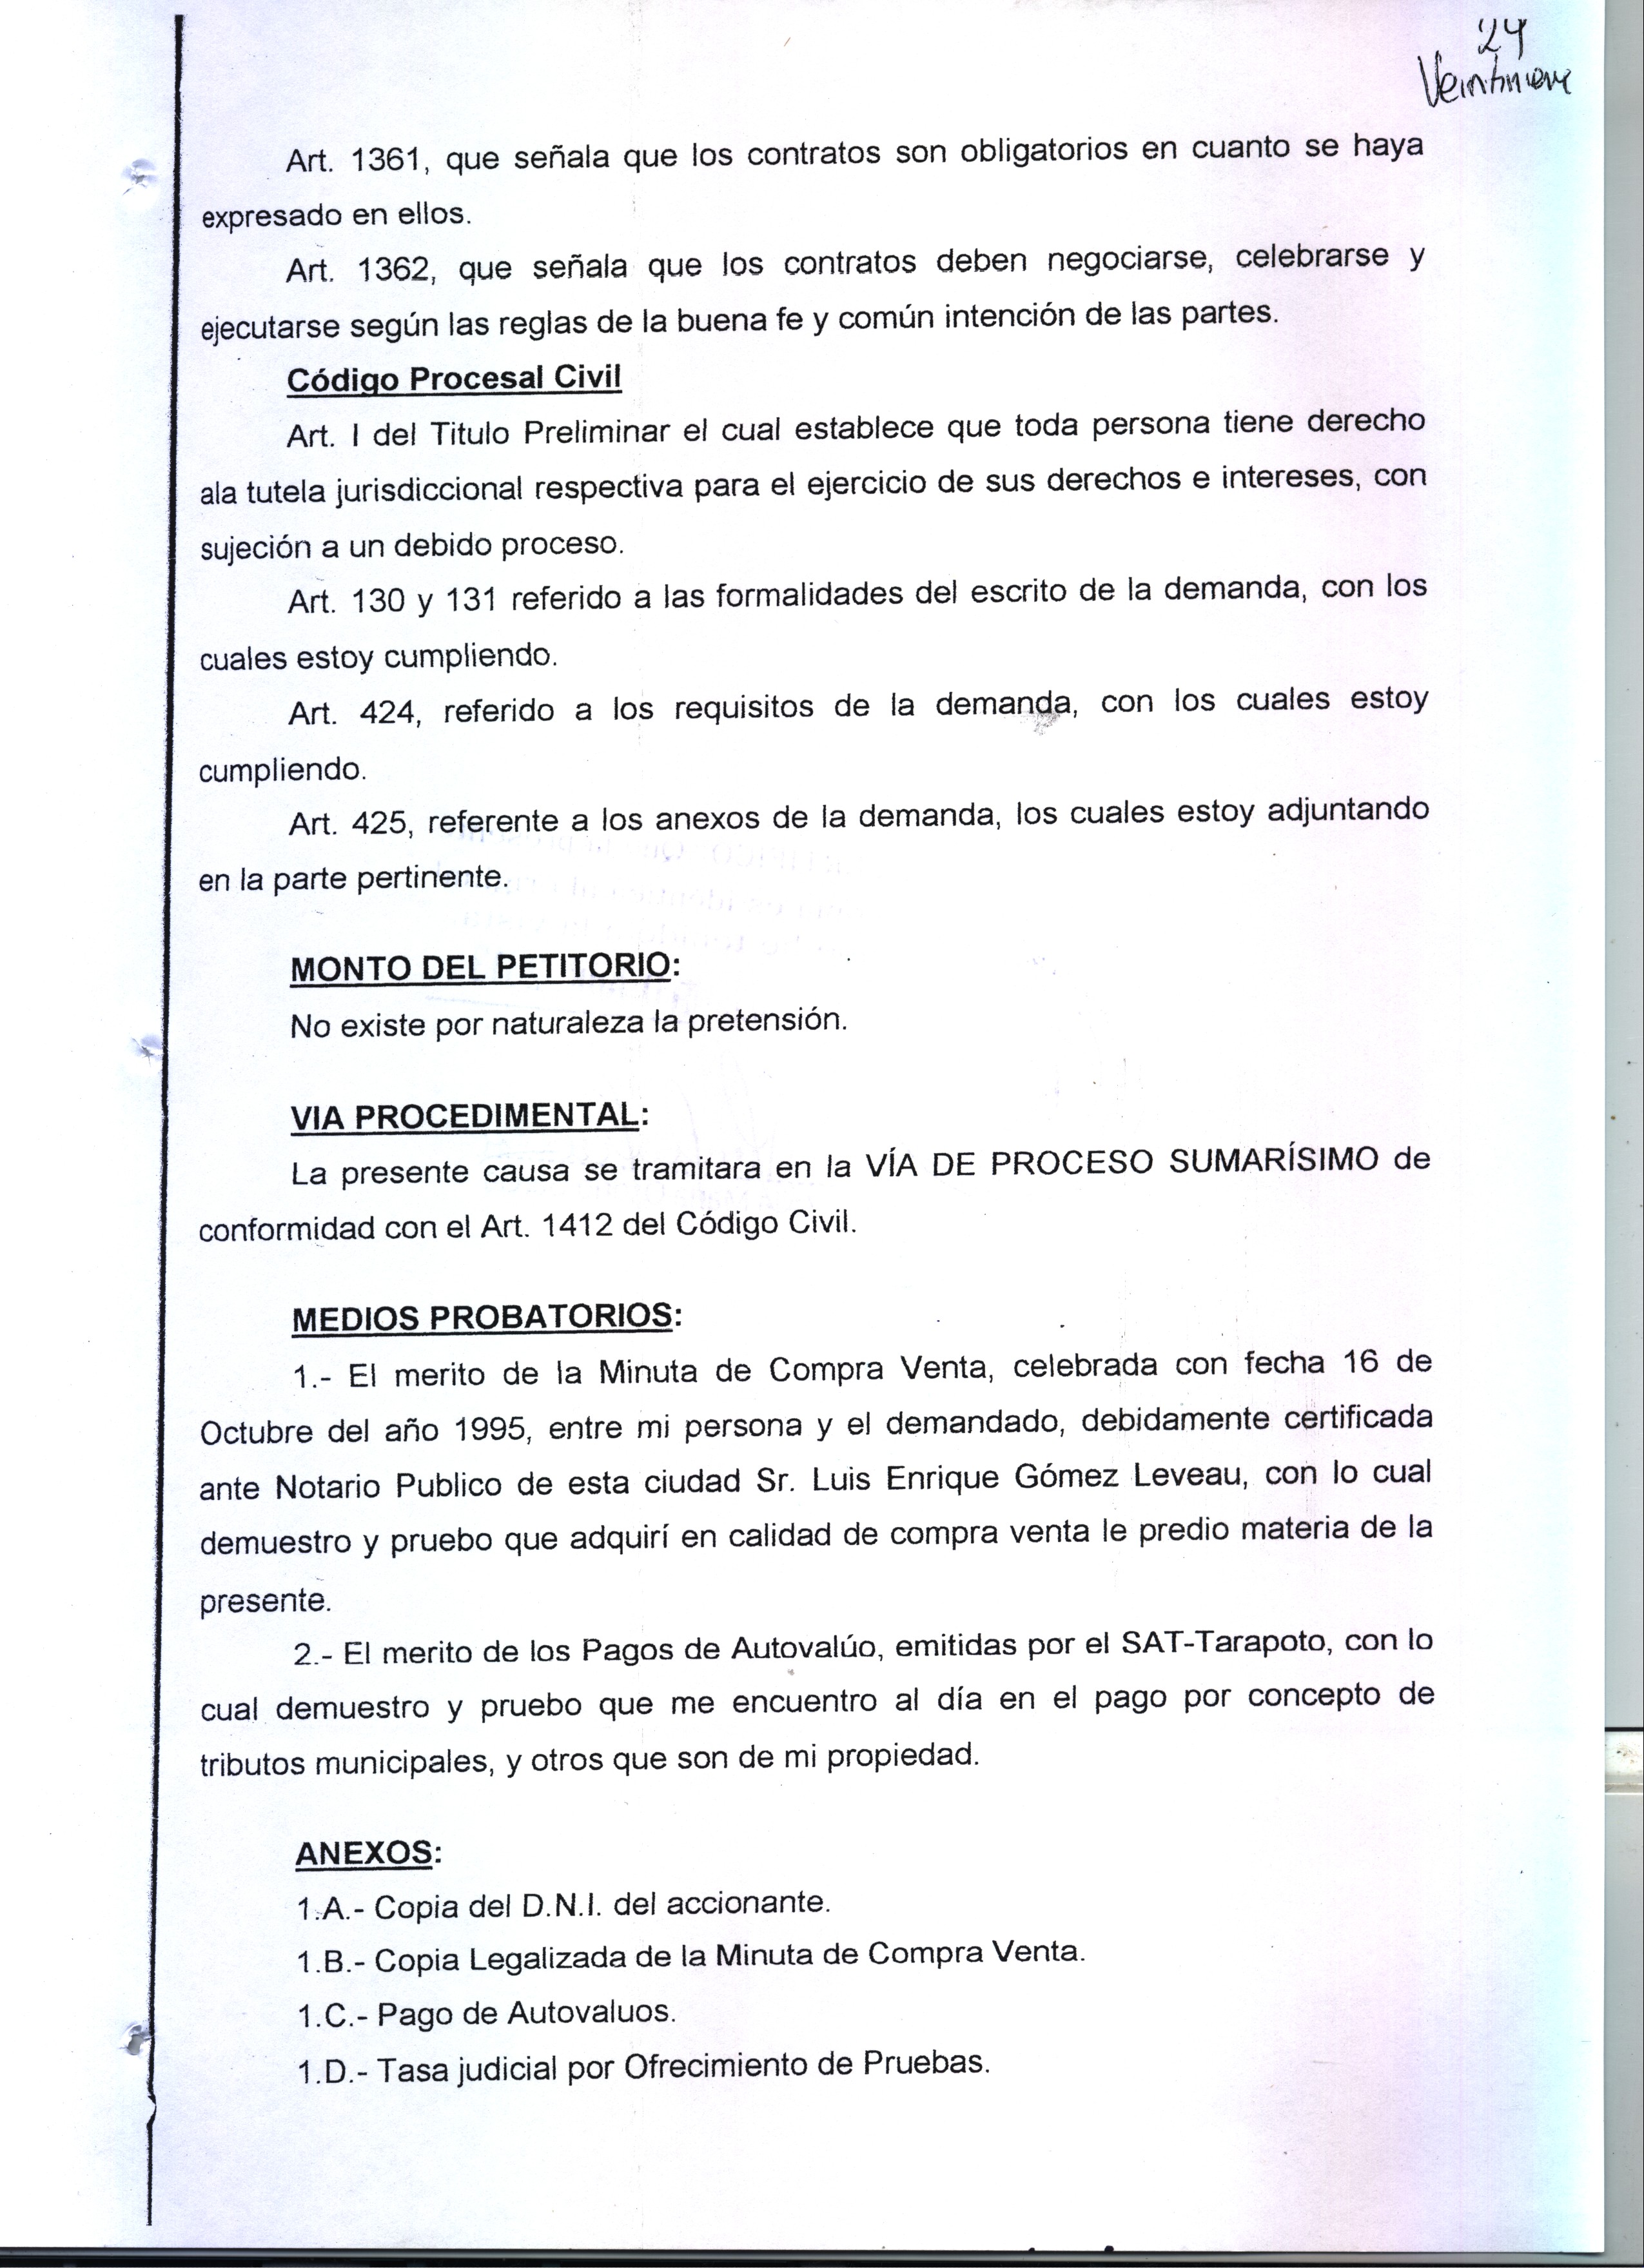 29
Veintinueve
Art. 1361, que señala que los contratos son obligatorios en cuanto se haya
expresado en ellos.
Art. 1362, que señala que los contratos deben negociarse, celebrarse y
ejecutarse según las reglas de la buena fe y común intención de las partes.
Código Procesal Civil
Art. I del Titulo Preliminar el cual establece que toda persona tiene derecho
ala tutela jurisdiccional respectiva para el ejercicio de sus derechos e intereses, con
sujeción a un debido proceso.
Art. 130 y 131 referido a las formalidades del escrito de la demanda, con los
cuales estoy cumpliendo.
Art. 424, referido a los requisitos de la demanda, con los cuales estoy
cumpliendo.
Art. 425, referente a los anexos de la demanda, los cuales estoy adjuntando
en la parte pertinente.
MONTO DEL PETITORIO:
No existe por naturaleza la pretensión.
VIA PROCEDIMENTAL:
La presente causa se tramitara en la VÍA DE PROCESO SUMARÍSIMO de
conformidad con el Art. 1412 del Código Civil.
MEDIOS PROBATORIOS:
1.- El merito de la Minuta de Compra Venta, celebrada con fecha 16 de
Octubre del año 1995, entre mi persona y el demandado, debidamente certificada
ante Notario Publico de esta ciudad Sr. Luis Enrique Gómez Leveau, con lo cual
demuestro y pruebo que adquirí en calidad de compra venta le predio materia de la
presente.
2.- El merito de los Pagos de Autovalúo, emitidas por el SAT-Tarapoto, con lo
cual demuestro y pruebo que me encuentro al día en el pago por concepto de
tributos municipales, y otros que son de mi propiedad.
ANEXOS:
1.A.- Copia del D.N.I. del accionante.
1.B.- Copia Legalizada de la Minuta de Compra Venta.
1.C.- Pago de Autovaluos.
1.D.- Tasa judicial por Ofrecimiento de Pruebas.